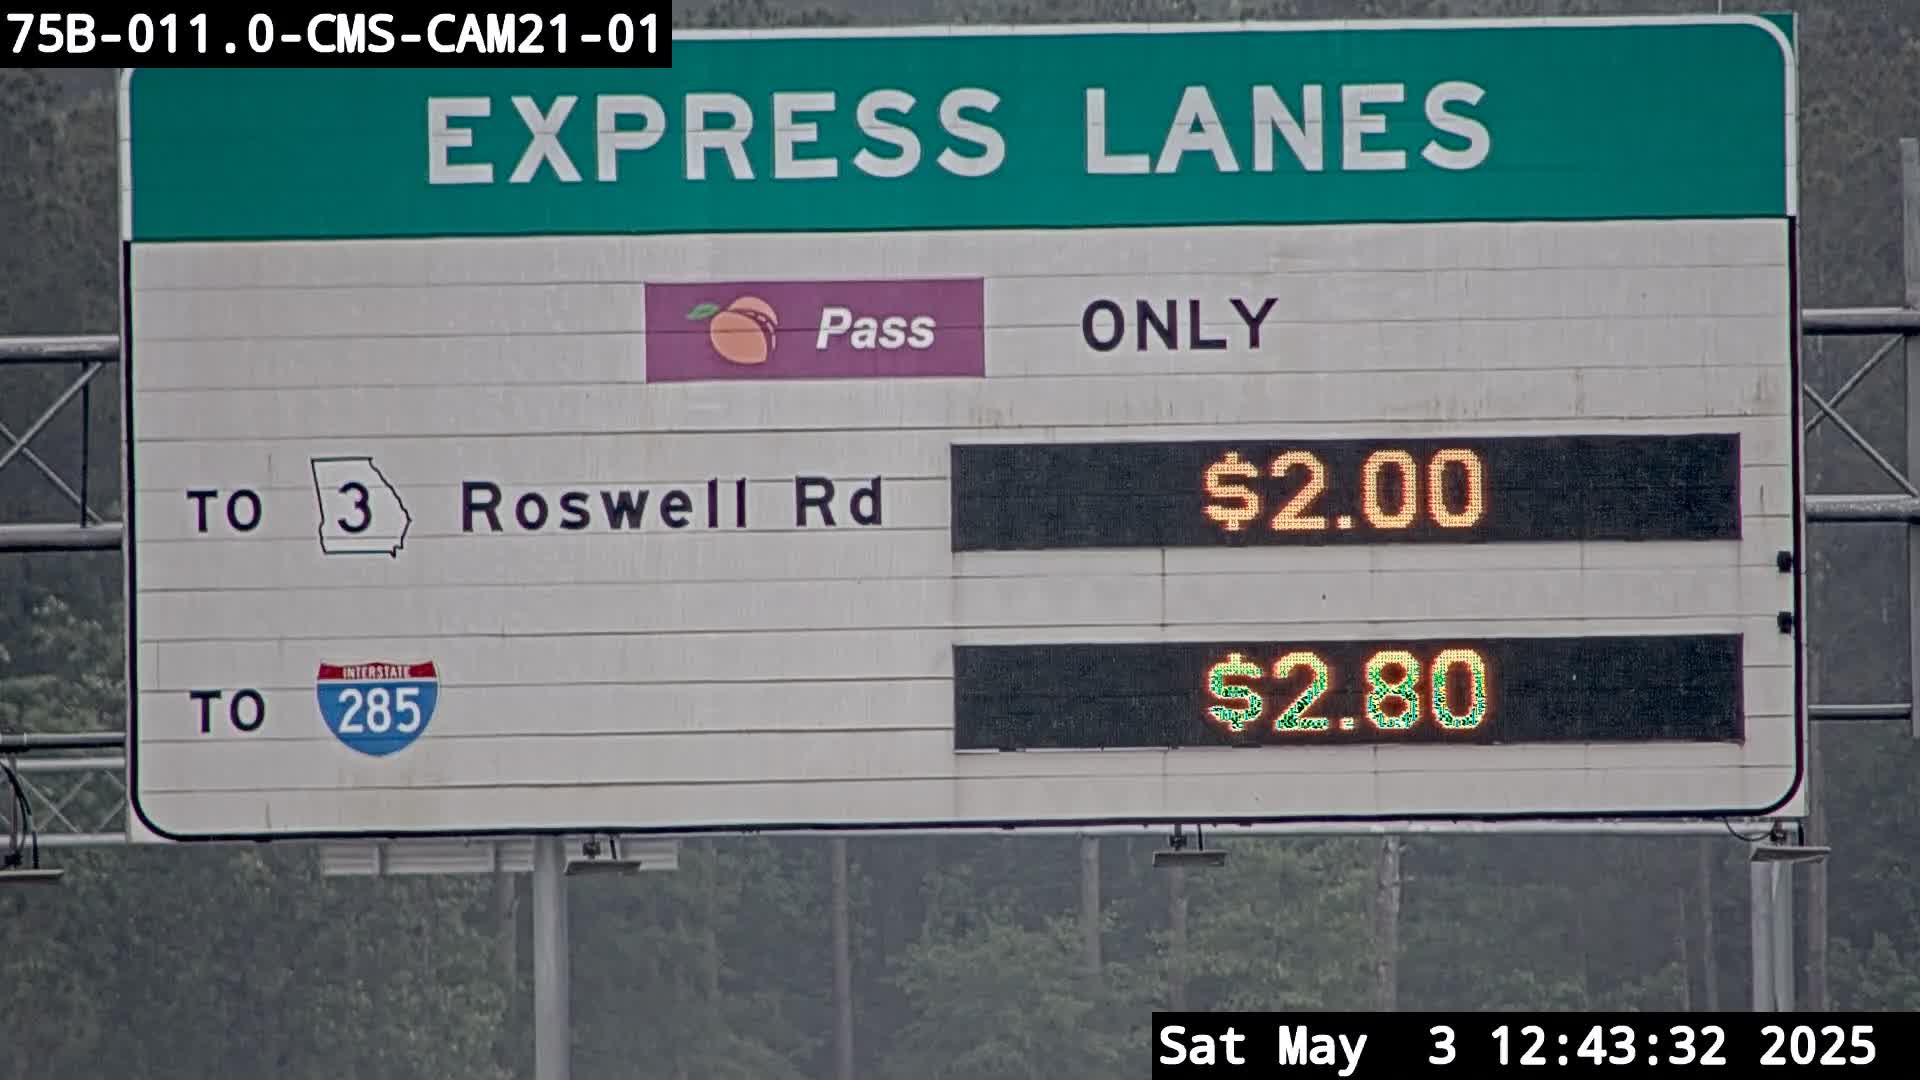 75B-011.0-CMS-CAM21-01
EXPRESS LANES
Pass ONLY
TO 3 Roswell Rd $2.00
TO INTERSTATE 285 $2.80
Sat May 3 12:43:32 2025